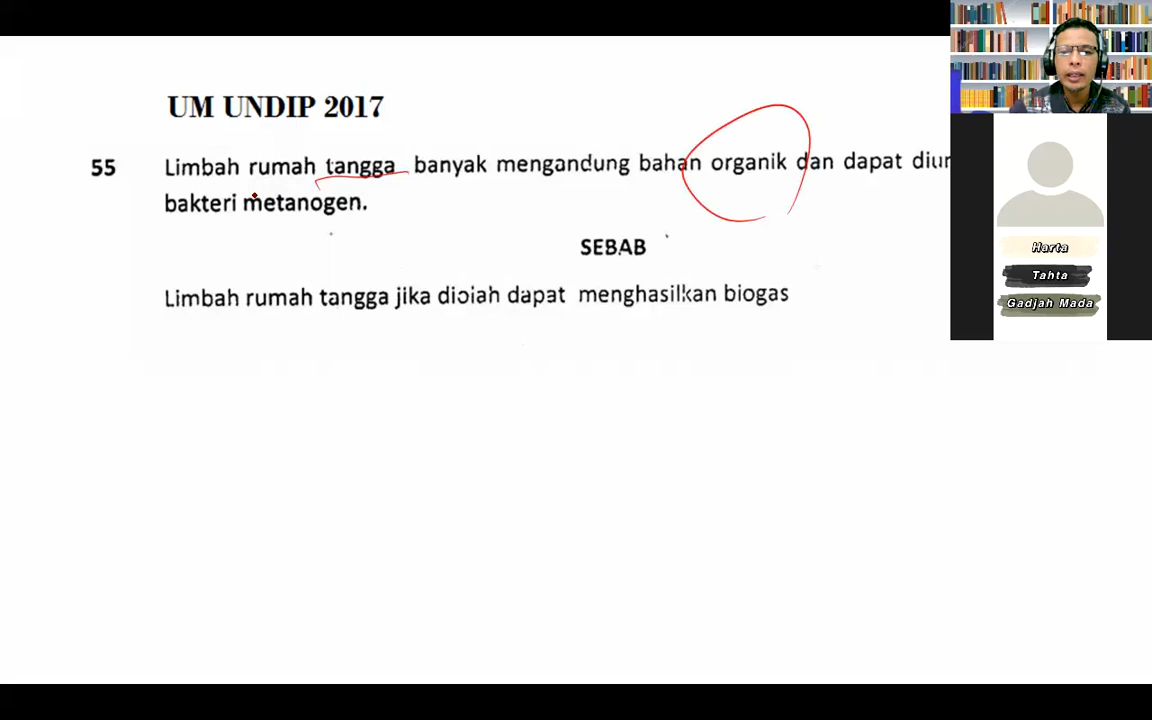 UM UNDIP 2017
55 Limbah rumah tangga banyak mengandung bahan organik dan dapat
bakteri metanogen.
SEBAB
Limbah rumah tangga jika diolah dapat menghasilkan biogas
Harta
Tahta
Gadjah Mada